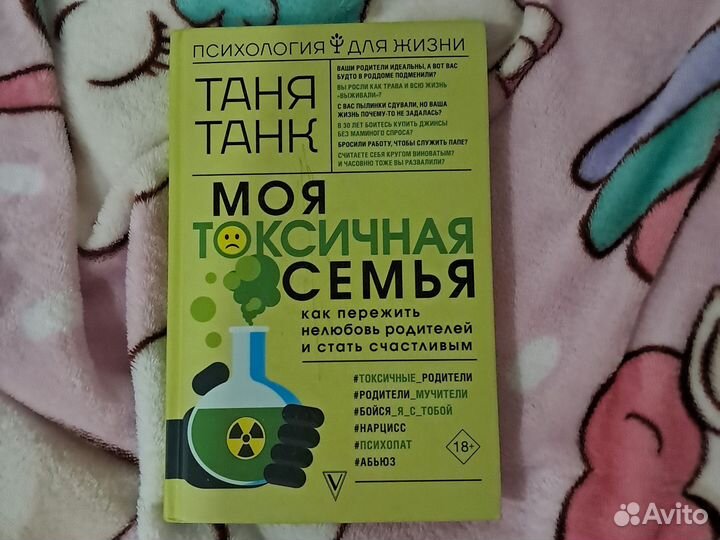 ПСИХОЛОГИЯ ДЛЯ ЖИЗНИ
ТАНЯ
ТАНК
ВАШИ РОДИТЕЛИ ИДЕАЛЬНЫ, А ВОТ ВАС
БУДТО В РОДДОМЕ ПОДМЕНИЛИ?
ВЫ РОСЛИ КАК ТРАВА И ВСЮ ЖИЗНЬ
«ВЫЖИВАЛИ»?
С ВАС ПЫЛИНКИ СДУВАЛИ, НО ВАША
ЖИЗНЬ ПОЧЕМУ-ТО НЕ ЗАДАЛАСЬ?
В 30 ЛЕТ БОИТЕСЬ КУПИТЬ ДЖИНСЫ
БЕЗ МАМИНОГО СПРОСА?
БРОСИЛИ РАБОТУ, ЧТОБЫ СЛУЖИТЬ ПАПЕ?
СЧИТАЕТЕ СЕБЯ КРУГОМ ВИНОВАТЫМ?
И ЧАСОВНЮ ТОЖЕ ВЫ РАЗВАЛИЛИ?
МОЯ
ТОКСИЧНАЯ
СЕМЬЯ
как пережить
нелюбовь родителей
и стать счастливым
#ТОКСИЧНЫЕ_РОДИТЕЛИ
#РОДИТЕЛИ_МУЧИТЕЛИ
#БОЙСЯ_Я_С_ТОБОЙ
#НАРЦИСС
#ПСИХОПАТ
#АБЬЮЗ
18+
Avito